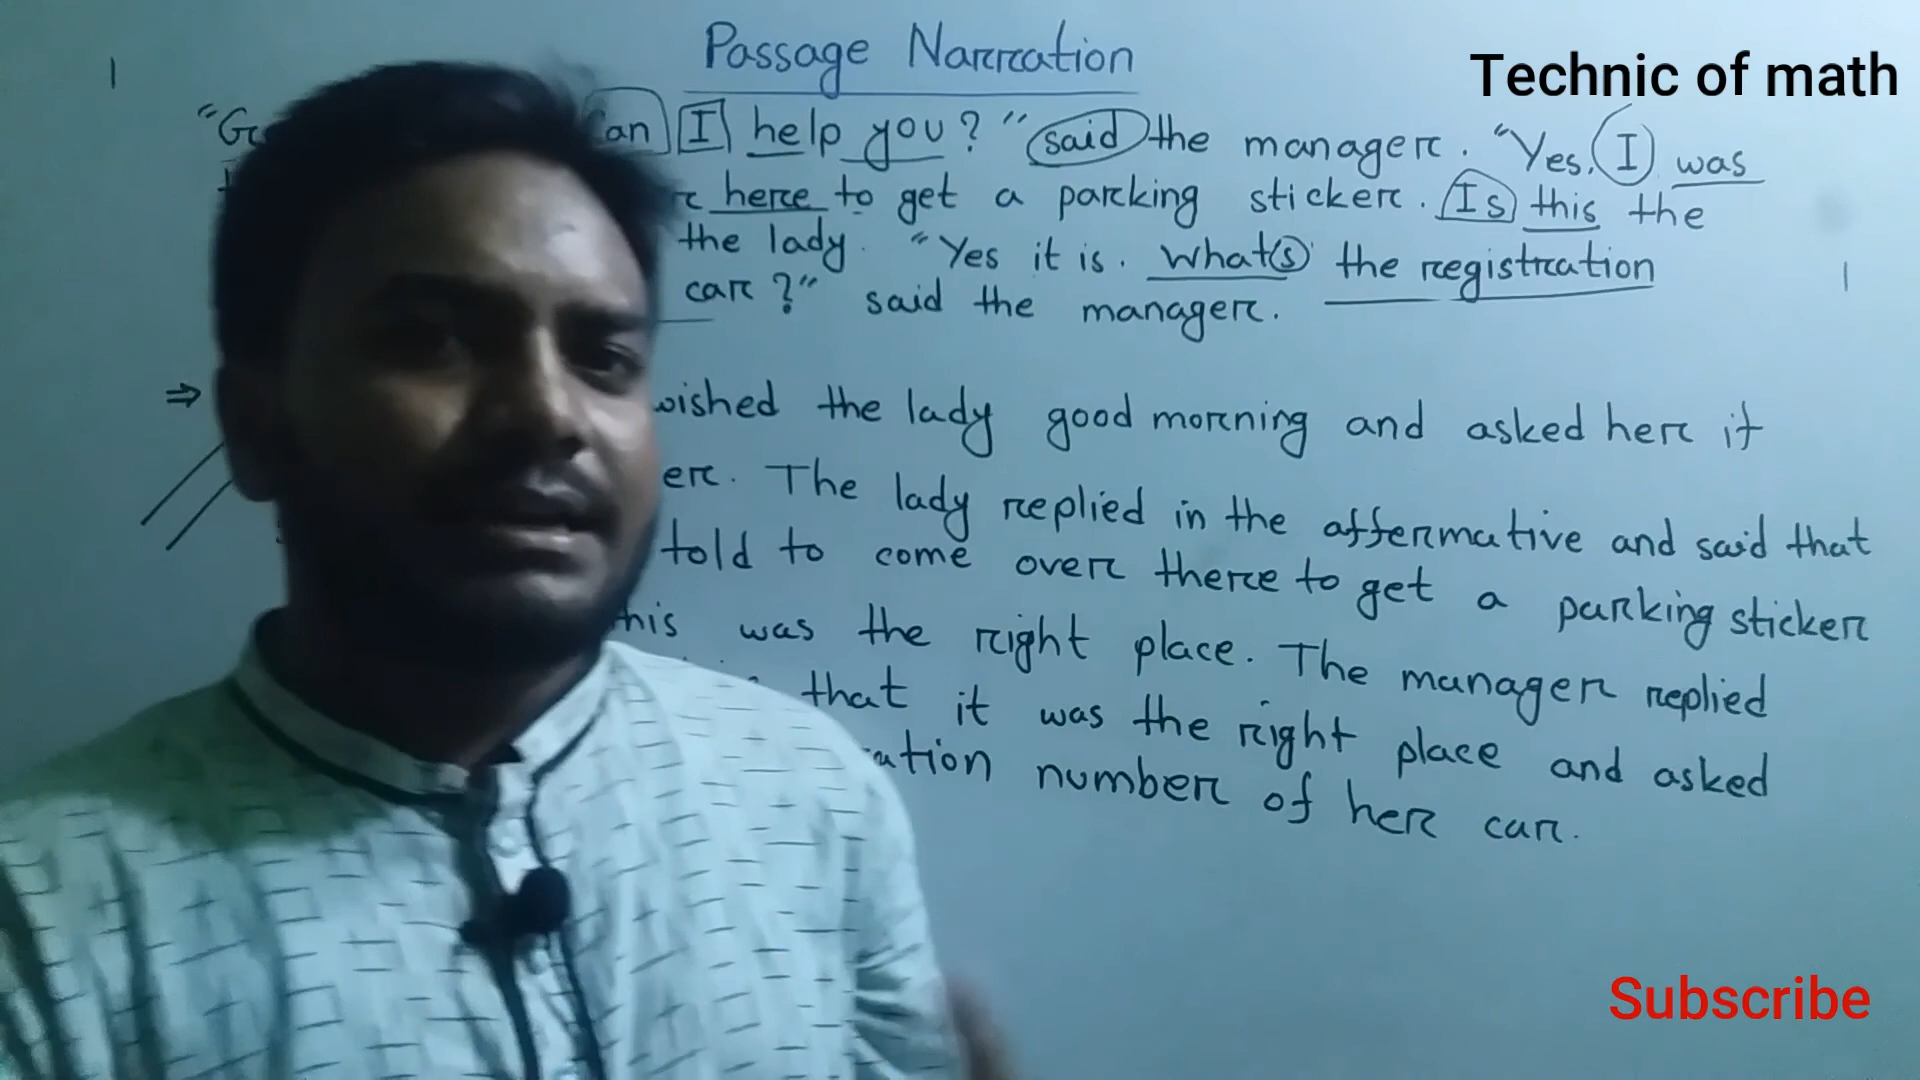 Passage Narration
Technic of math
Can I help you?" said the manager. "Yes, I was
here to get a parking sticker. Is this the
the lady. "Yes it is. What's the registration
car?" said the manager.
⇒ wished the lady good morning and asked her if
The lady replied in the affermative and said that
told to come over there to get a parking sticker
was the right place. The manager replied
that it was the right place and asked
number of her car.
Subscribe